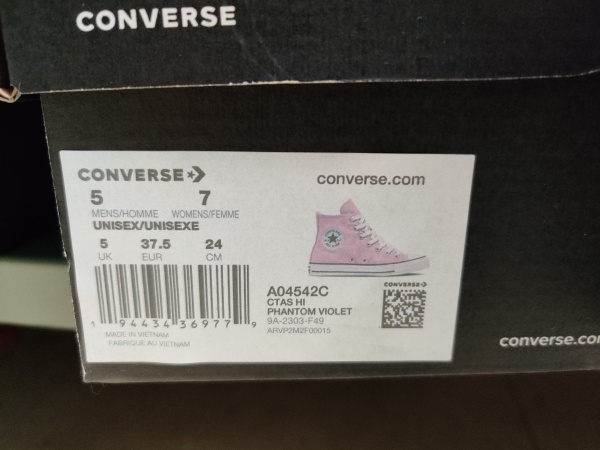 CONVERSE
CONVERSE
converse.com
5 7
MENS/HOMME WOMENS/FEMME
UNISEX/UNISEXE
5 37.5 24
UK EUR CM
A04542C
CTAS HI
PHANTOM VIOLET
9A-2303-F49
ARVP2M2F00015
CONVERSE
1 94434 36977 9
MADE IN VIETNAM
FABRIQUE AU VIETNAM
converse.co